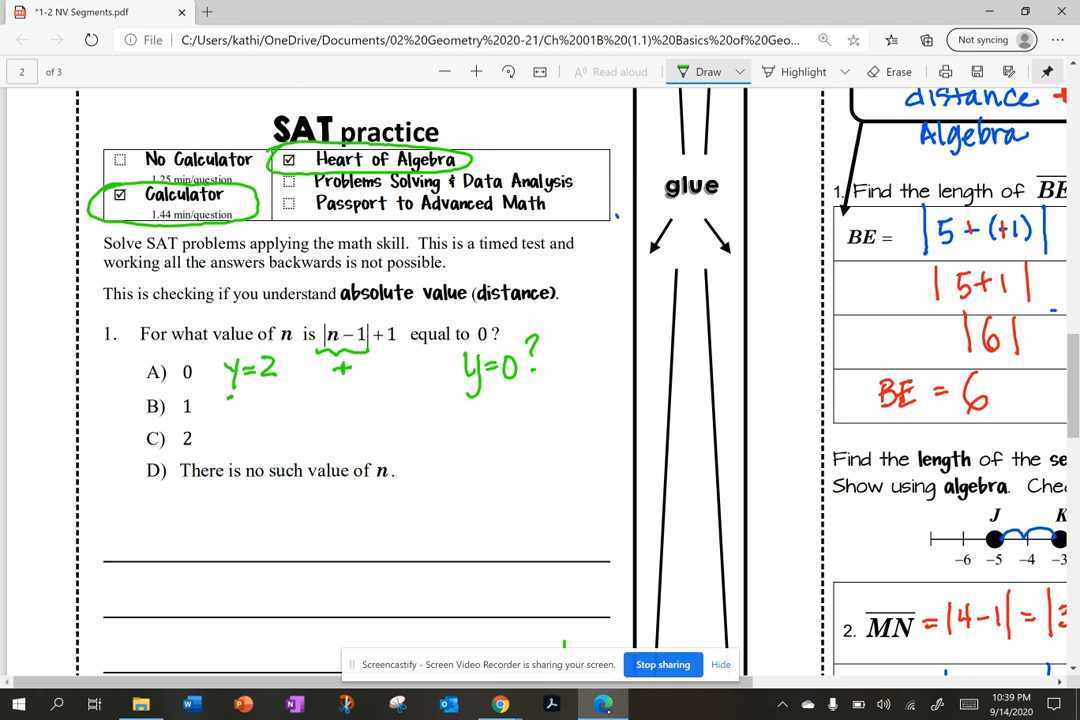 *1-2 NV Segments.pdf
File C:/Users/kathi/OneDrive/Documents/02%20Geometry%2020-21/Ch%2001B%20(1.1)%20Basics%20of%20Geo... Not syncing
2 of 3 Read aloud Draw Highlight Erase
SAT practice
No Calculator
1.25 min/question
Calculator
1.44 min/question
Heart of Algebra
Problems Solving & Data Analysis
Passport to Advanced Math
Solve SAT problems applying the math skill. This is a timed test and
working all the answers backwards is not possible.
This is checking if you understand absolute value (distance).
1. For what value of n is |n − 1| + 1 equal to 0?
A) 0 y=2 + y=0?
B) 1
C) 2
D) There is no such value of n.
glue
distance +
Algebra
1. Find the length of BE
BE = |5 + (+1)|
|5+1|
|6|
BE = 6
Find the length of the se
Show using algebra. Che
J K
-6 -5 -4 -3
2. MN = |4-1| = |3
Screencastify - Screen Video Recorder is sharing your screen. Stop sharing Hide
10:39 PM
9/14/2020